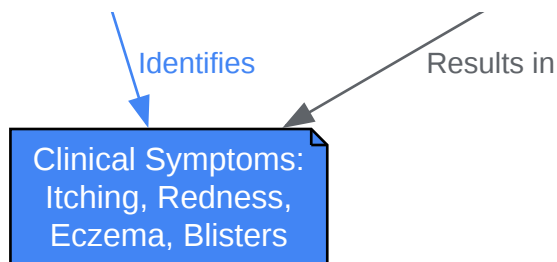 Identifies
Results in
Clinical Symptoms:
Itching, Redness,
Eczema, Blisters